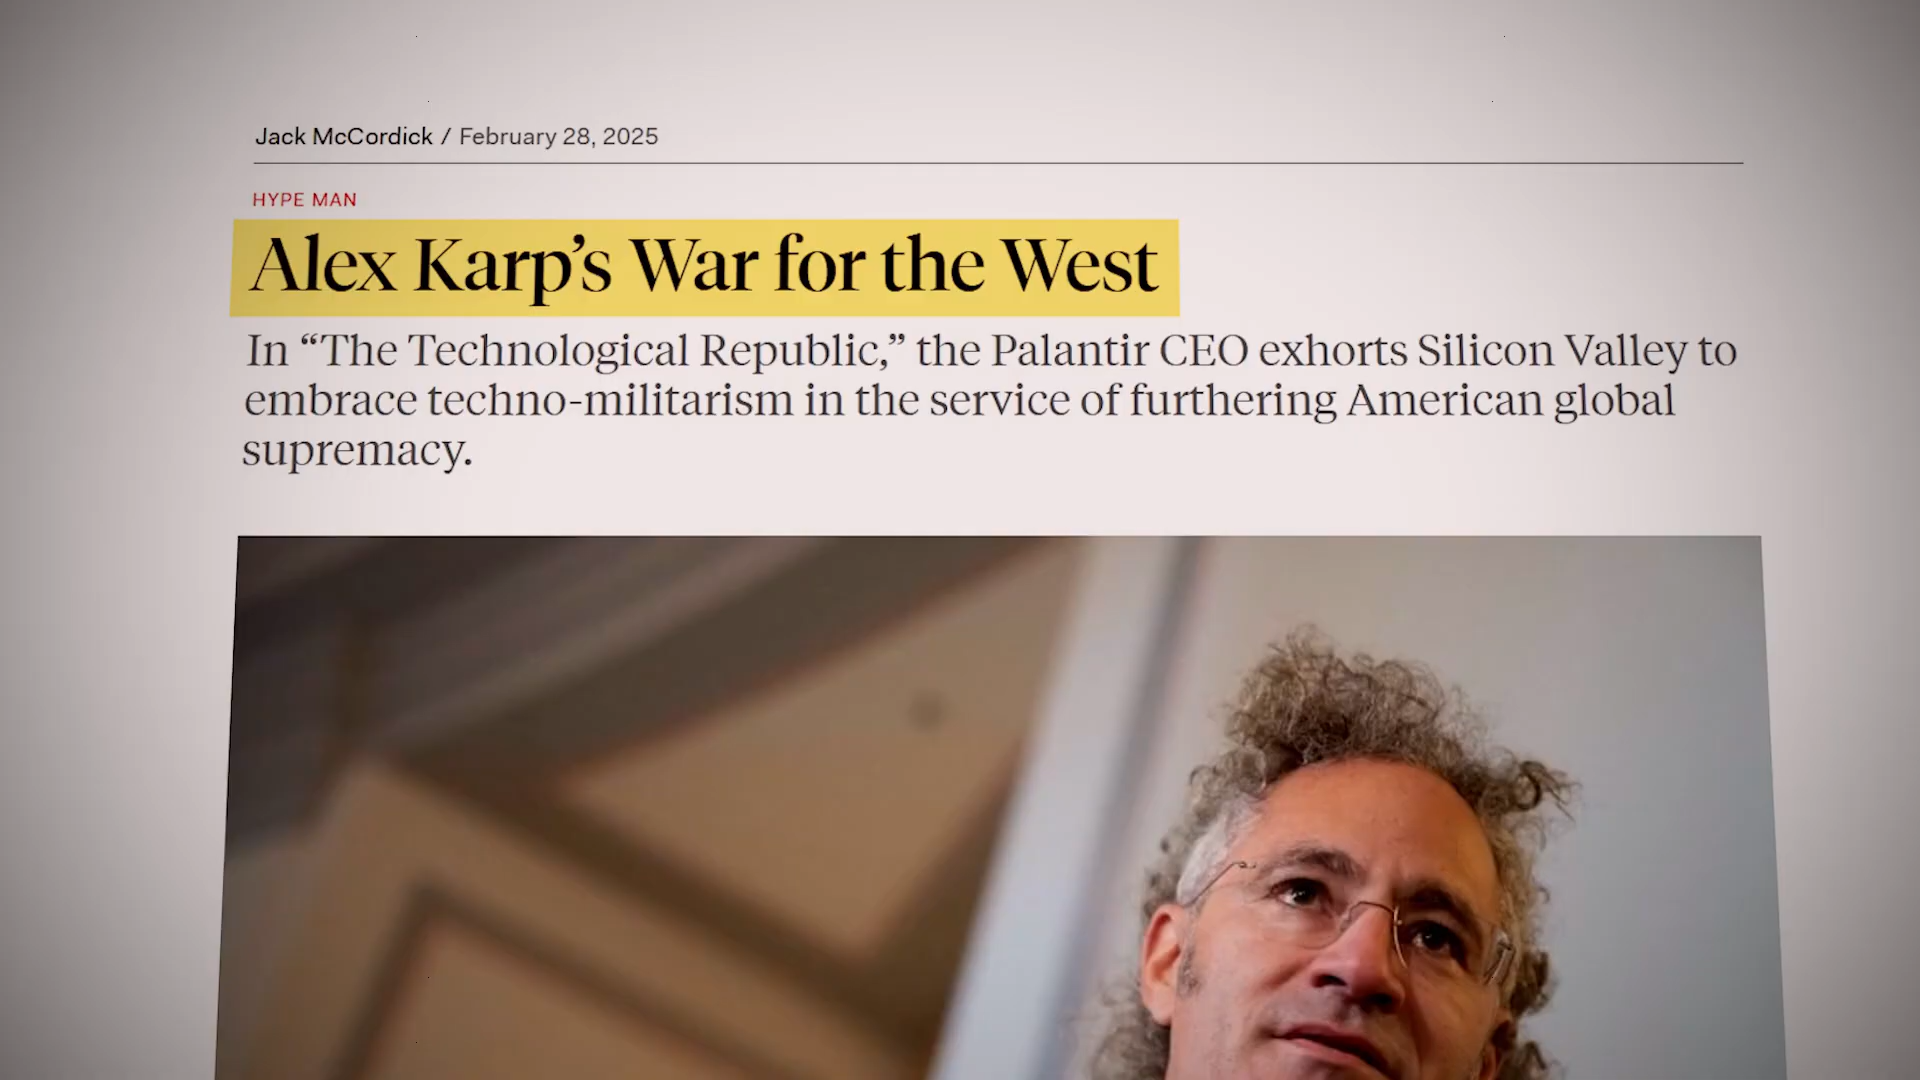 Jack McCordick / February 28, 2025
HYPE MAN
Alex Karp’s War for the West
In “The Technological Republic,” the Palantir CEO exhorts Silicon Valley to
embrace techno-militarism in the service of furthering American global
supremacy.